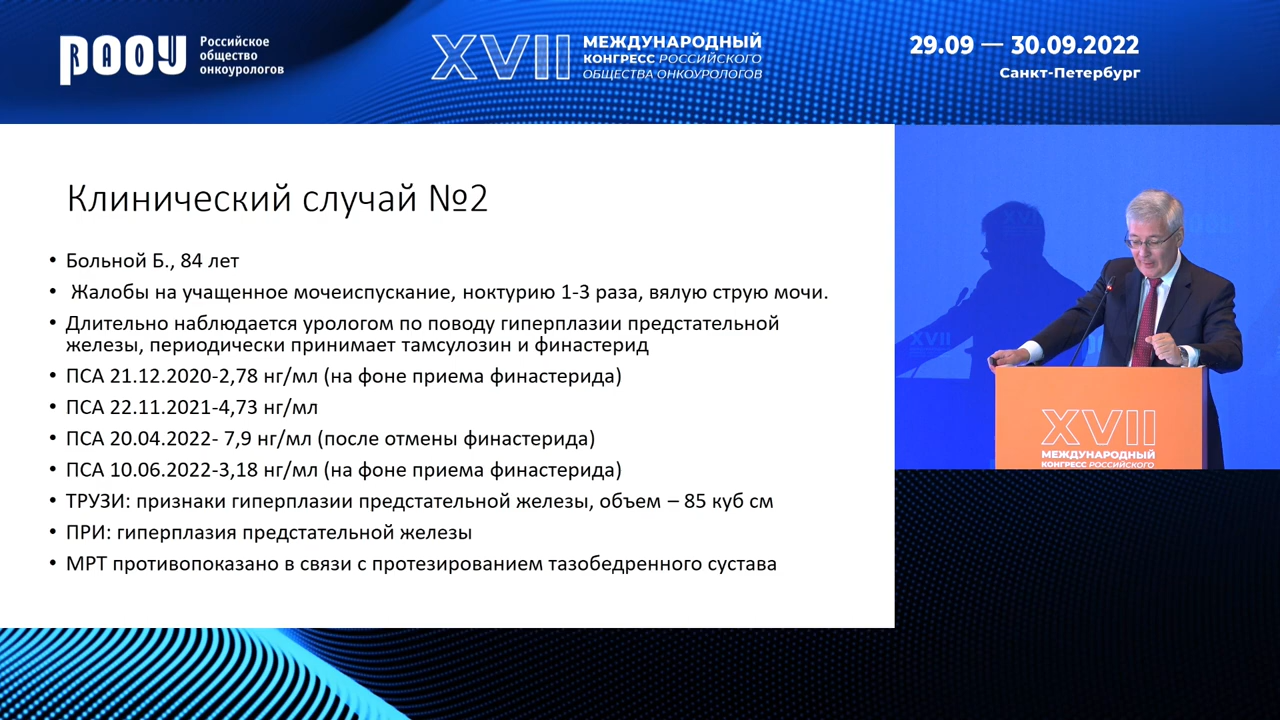 РАОУ
Российское
общество
онкоурологов
XVII
МЕЖДУНАРОДНЫЙ
КОНГРЕСС РОССИЙСКОГО
ОБЩЕСТВА ОНКОУРОЛОГОВ
29.09 — 30.09.2022
Санкт-Петербург
Клинический случай №2
• Больной Б., 84 лет
• Жалобы на учащенное мочеиспускание, ноктурию 1-3 раза, вялую струю мочи.
• Длительно наблюдается урологом по поводу гиперплазии предстательной
железы, периодически принимает тамсулозин и финастерид
• ПСА 21.12.2020-2,78 нг/мл (на фоне приема финастерида)
• ПСА 22.11.2021-4,73 нг/мл
• ПСА 20.04.2022- 7,9 нг/мл (после отмены финастерида)
• ПСА 10.06.2022-3,18 нг/мл (на фоне приема финастерида)
• ТРУЗИ: признаки гиперплазии предстательной железы, объем – 85 куб см
• ПРИ: гиперплазия предстательной железы
• МРТ противопоказано в связи с протезированием тазобедренного сустава
XVII
XVII
XVII
МЕЖДУНАРОДНЫЙ
КОНГРЕСС РОССИЙСКОГО